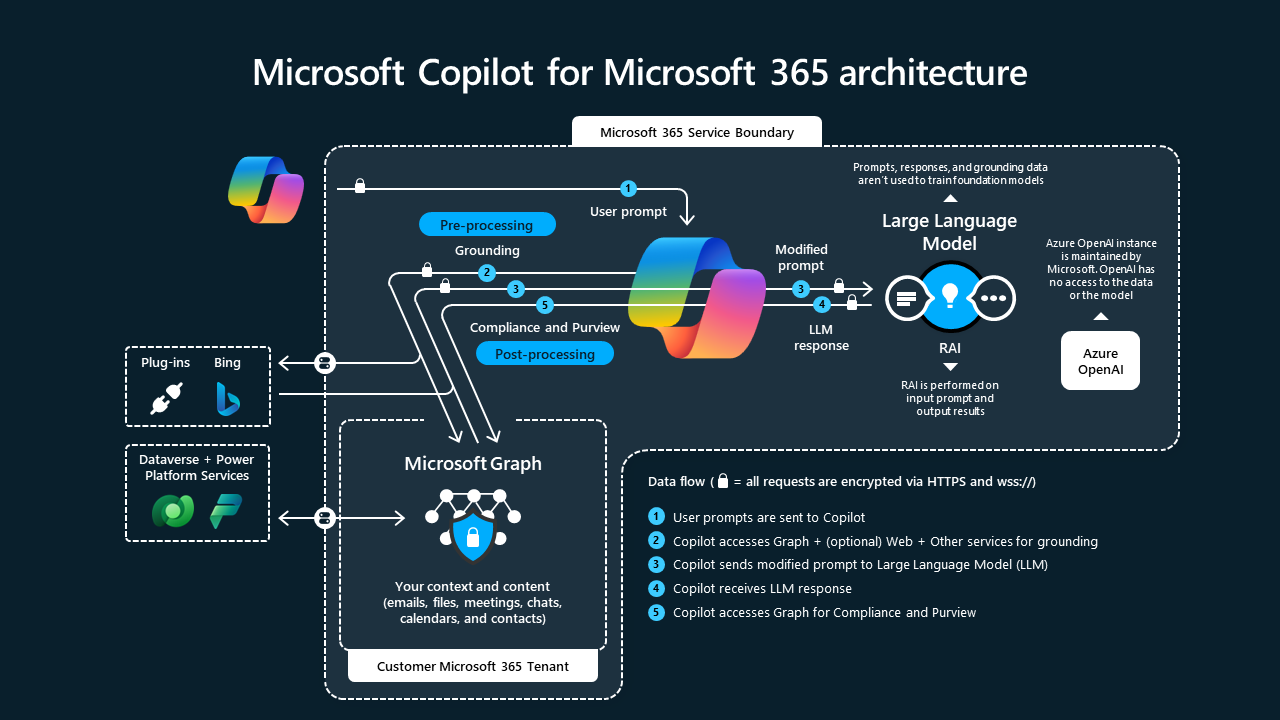 Microsoft Copilot for Microsoft 365 architecture
Microsoft 365 Service Boundary
1
User prompt
Pre-processing
Grounding
2
3
5
Compliance and Purview
Post-processing
Modified
prompt
3
4
LLM
response
Prompts, responses, and grounding data
aren't used to train foundation models
Large Language
Model
RAI
RAI is performed on
input prompt and
output results
Azure OpenAI instance
is maintained by
Microsoft. OpenAI has
no access to the data
or the model
Azure
OpenAI
Plug-ins
Bing
Dataverse + Power
Platform Services
Microsoft Graph
Your context and content
(emails, files, meetings, chats,
calendars, and contacts)
Customer Microsoft 365 Tenant
Data flow ( = all requests are encrypted via HTTPS and wss://)
1 User prompts are sent to Copilot
2 Copilot accesses Graph + (optional) Web + Other services for grounding
3 Copilot sends modified prompt to Large Language Model (LLM)
4 Copilot receives LLM response
5 Copilot accesses Graph for Compliance and Purview